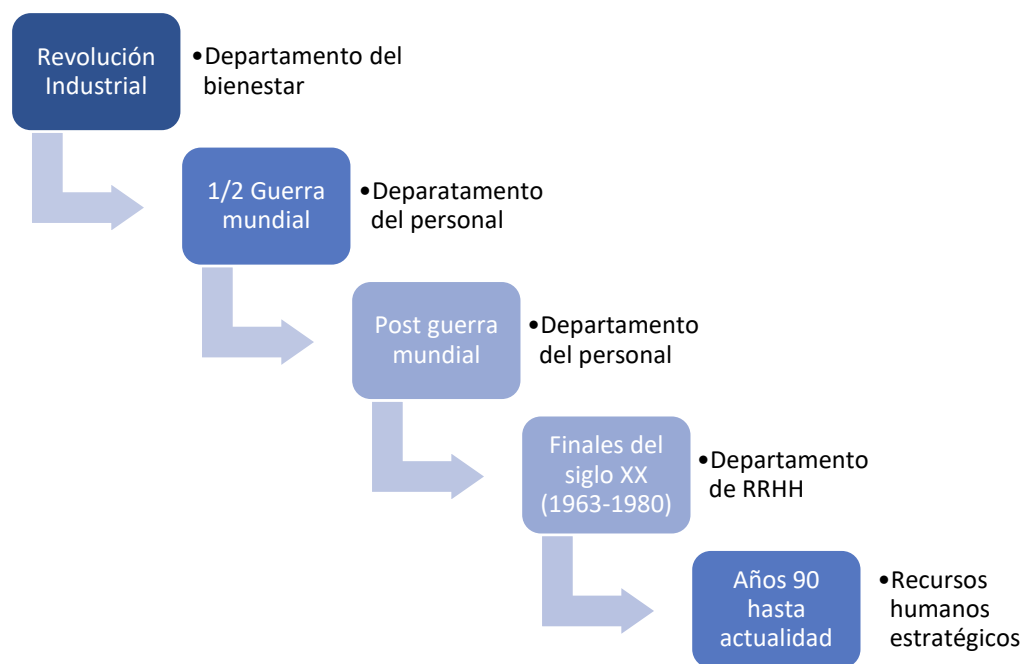 Revolución
Industrial
•Departamento del
bienestar
1/2 Guerra
mundial
•Deparatamento
del personal
Post guerra
mundial
•Departamento
del personal
Finales del
siglo XX
(1963-1980)
•Departamento
de RRHH
Años 90
hasta
actualidad
•Recursos
humanos
estratégicos